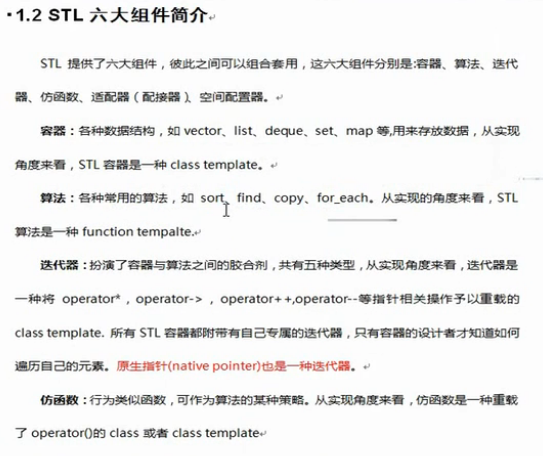 1.2 STL 六大组件简介
STL 提供了六大组件，彼此之间可以组合套用，这六大组件分别是:容器、算法、迭代
器、仿函数、适配器（配接器）、空间配置器。
容器：各种数据结构，如 vector、list、deque、set、map 等,用来存放数据，从实现
角度来看，STL 容器是一种 class template。
算法：各种常用的算法，如 sort、find、copy、for_each。从实现的角度来看，STL
算法是一种 function tempalte.
迭代器：扮演了容器与算法之间的胶合剂，共有五种类型，从实现角度来看，迭代器是
一种将 operator* , operator-> , operator++,operator--等指针相关操作予以重载的
class template. 所有 STL 容器都附带有自己专属的迭代器，只有容器的设计者才知道如何
遍历自己的元素。原生指针(native pointer)也是一种迭代器。
仿函数：行为类似函数，可作为算法的某种策略。从实现角度来看，仿函数是一种重载
了 operator()的 class 或者 class template